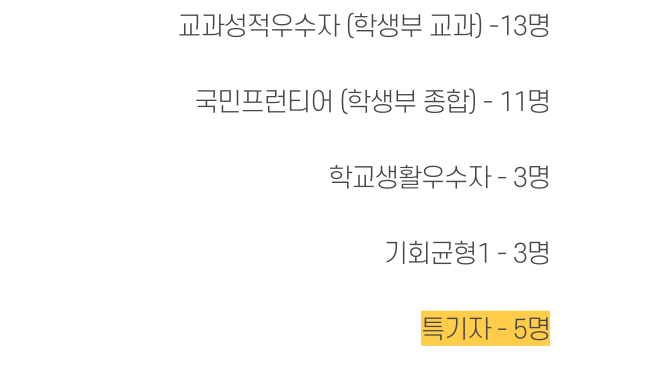 교과성적우수자 (학생부 교과) -13명
국민프런티어 (학생부 종합) - 11명
학교생활우수자 - 3명
기회균형1 - 3명
특기자 - 5명